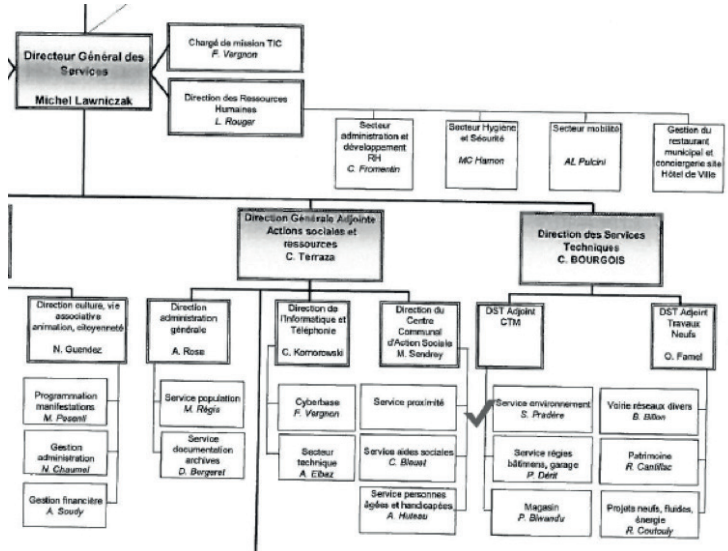 Directeur Général des
Services
Michel Lawniczak
Chargé de mission TIC
F. Vergnon
Direction des Ressources
Humaines
L. Rouger
Secteur
administration et
développement
RH
C. Fromentin
Secteur Hygiène
et Sécurité
MC Hamon
Secteur mobilité
AL Pulcini
Gestion du
restaurant
municipal et
conciergerie site
Hôtel de Ville
Direction Générale Adjointe
Actions sociales et
ressources
C. Terraza
Direction des Services
Techniques
C. BOURGOIS
Direction culture, vie
associative
animation, citoyenneté
N. Guendez
Direction
administration
générale
A. Rose
Direction de
l'Informatique et
Téléphonie
C. Komorowski
Direction du
Centre
Communal
d'Action Sociale
M. Sendrey
DST Adjoint
CTM
DST Adjoint
Travaux
Neufs
O. Famel
Programmation
manifestations
M. Pesenti
Gestion
administration
N. Chaumel
Gestion financière
A. Soudy
Service population
M. Régis
Service
documentation
archives
D. Bergeret
Cyberbase
F. Vergnon
Secteur
technique
A. Elbaz
Service proximité
Service aides sociales
C. Bleuet
Service personnes
âgées et handicapées
A. Huteau
Service environnement
S. Pradère
Service régies
bâtimens, garage
P. Dérit
Magasin
P. Biwandu
Voirie réseaux divers
B. Billon
Patrimoine
R. Cantillac
Projets neufs, fluides,
énergie
R. Coutouly